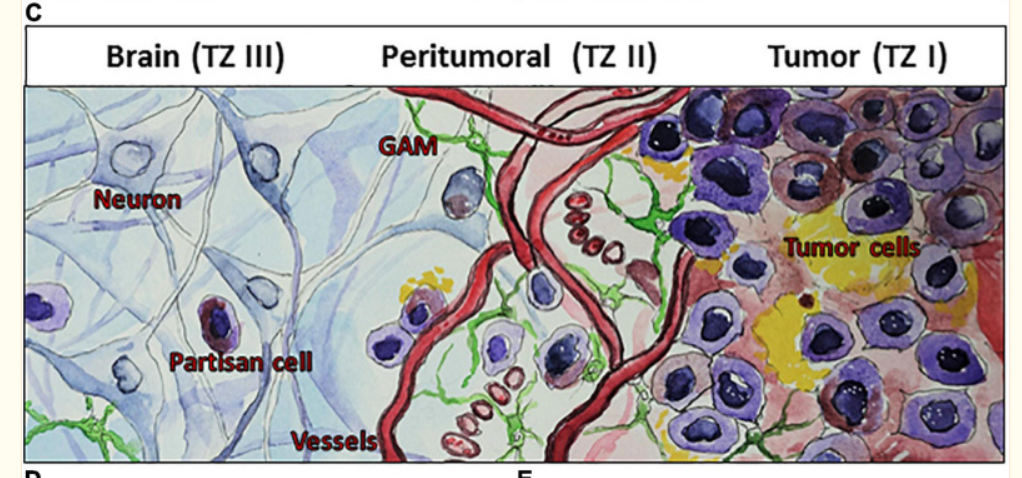 C
Brain (TZ III) Peritumoral (TZ II) Tumor (TZ I)
GAM
Neuron
Tumor cells
Partisan cell
Vessels
D E